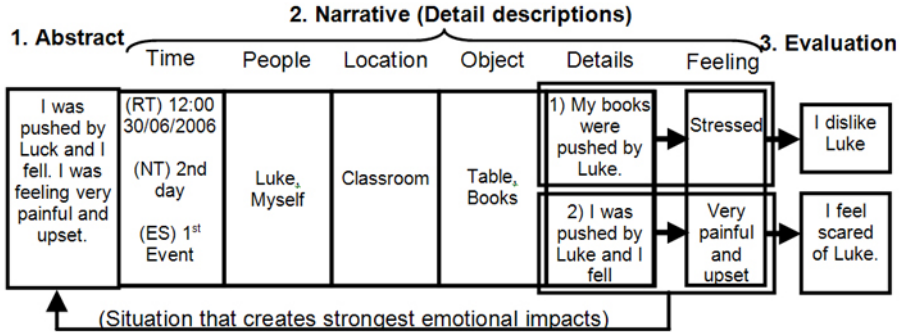 2. Narrative (Detail descriptions)
1. Abstract
3. Evaluation
Time People Location Object Details Feeling
I was
pushed by
Luck and I
fell. I was
feeling very
painful and
upset.
(RT) 12:00
30/06/2006
(NT) 2nd
day
(ES) 1st
Event
Luke,
Myself
Classroom
Table,
Books
1) My books
were
pushed by
Luke.
Stressed
I dislike
Luke
2) I was
pushed by
Luke and I
fell
Very
painful
and
upset
I feel
scared
of Luke.
(Situation that creates strongest emotional impacts)